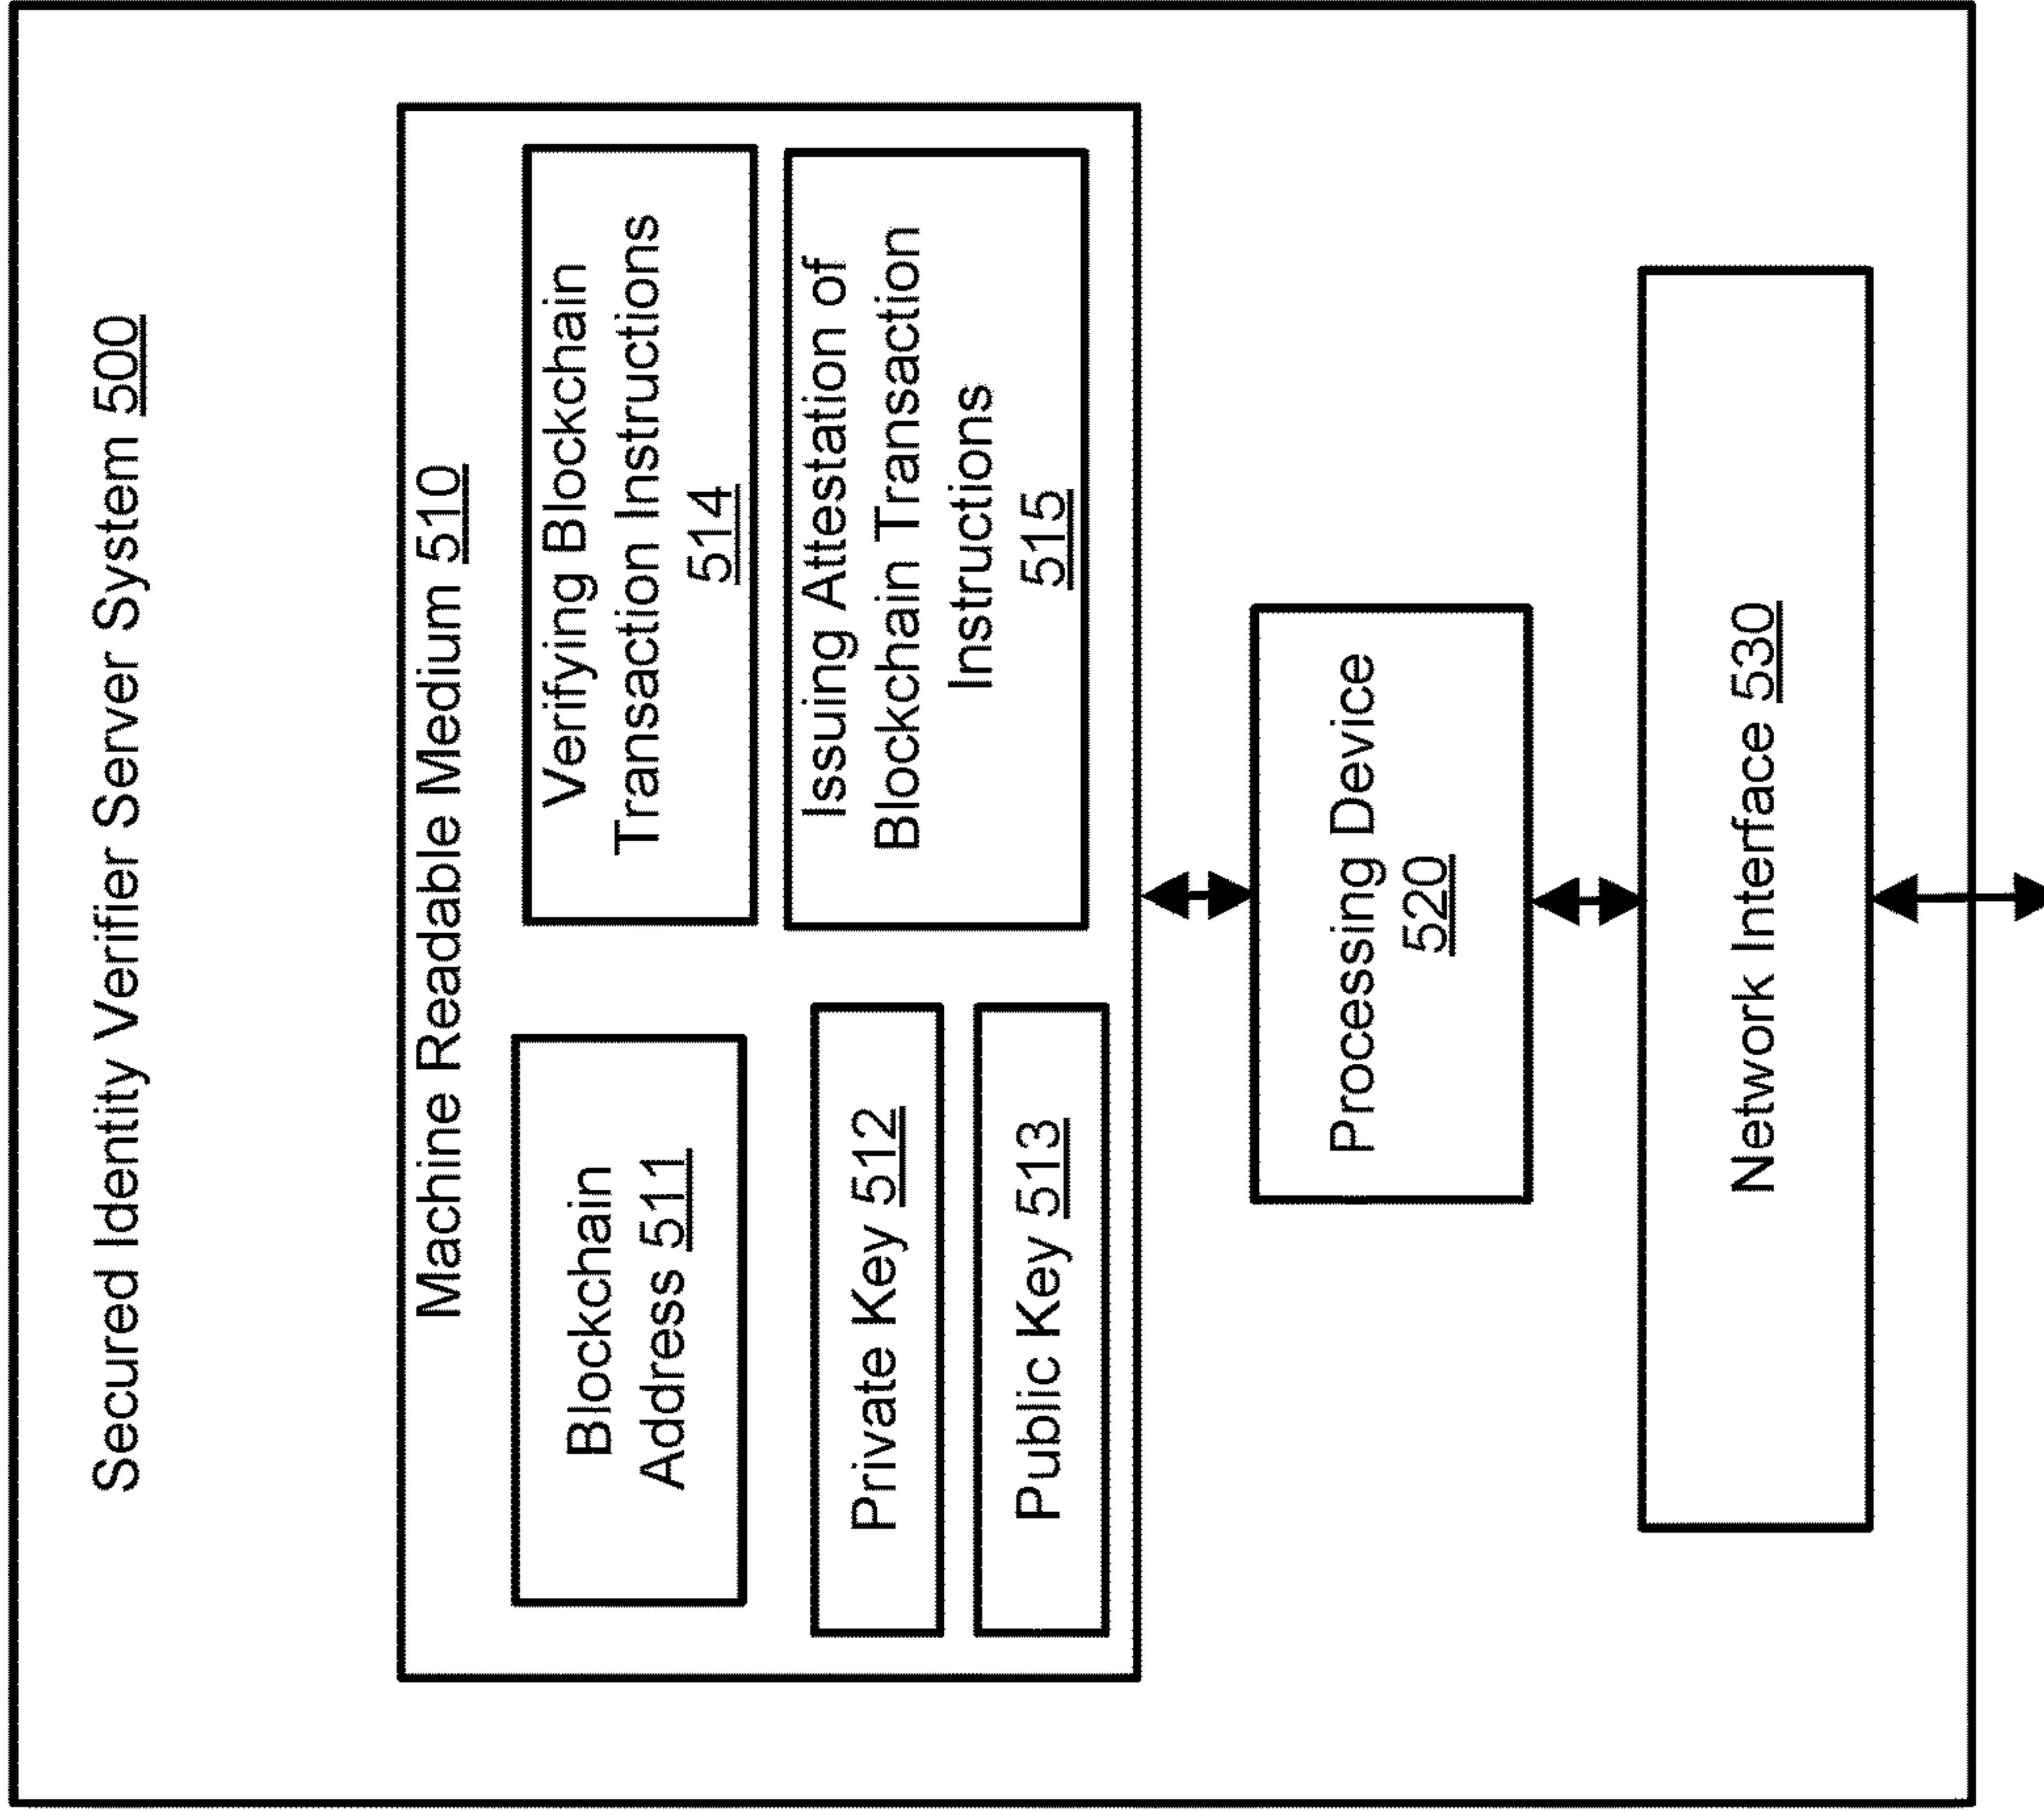 Secured Identity Verifier Server System 500
Machine Readable Medium 510
Blockchain
Address 511
Private Key 512
Public Key 513
Verifying Blockchain
Transaction Instructions
514
Issuing Attestation of
Blockchain Transaction
Instructions
515
Processing Device
520
Network Interface 530